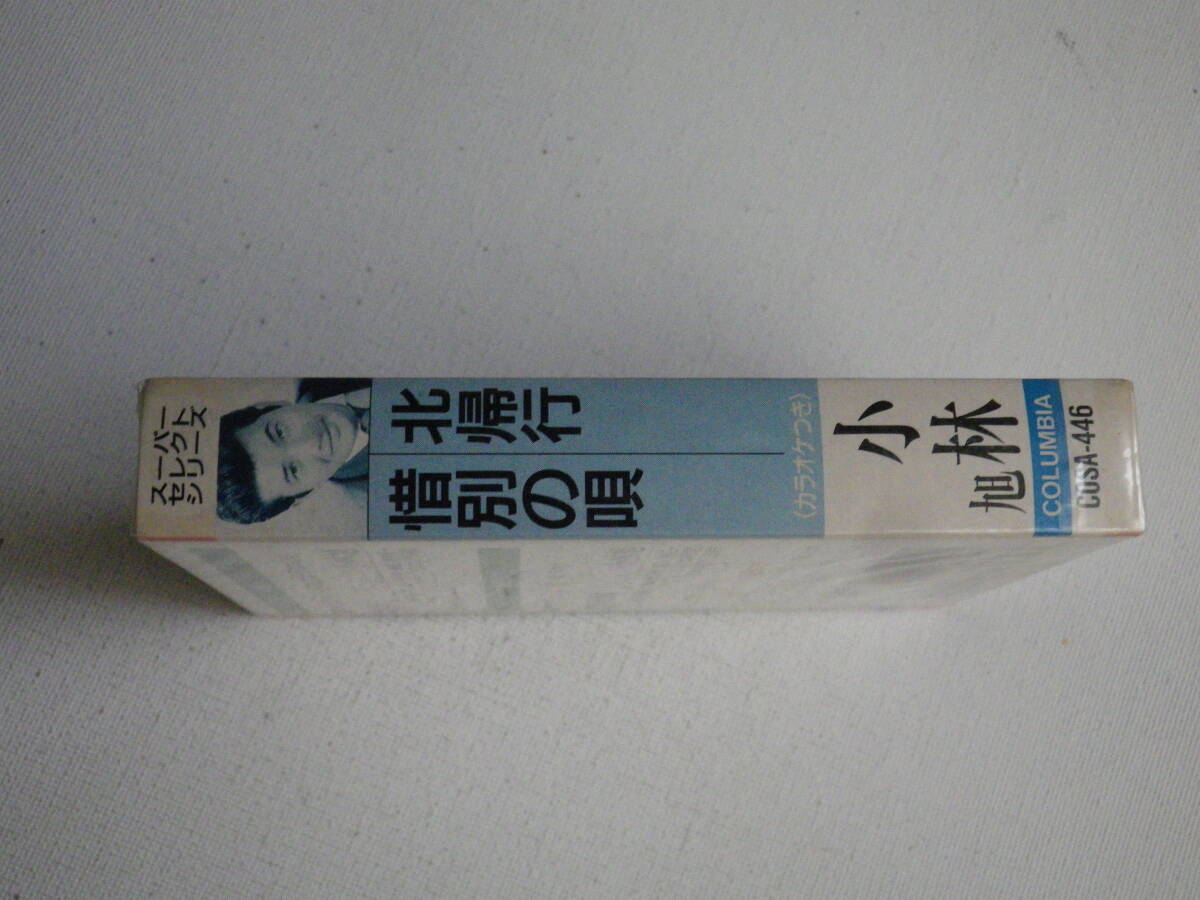 スーパー
セレクト
シリーズ
北帰行
惜別の唄
〈カラオケつき〉
小林
旭
COLUMBIA
COSA-446